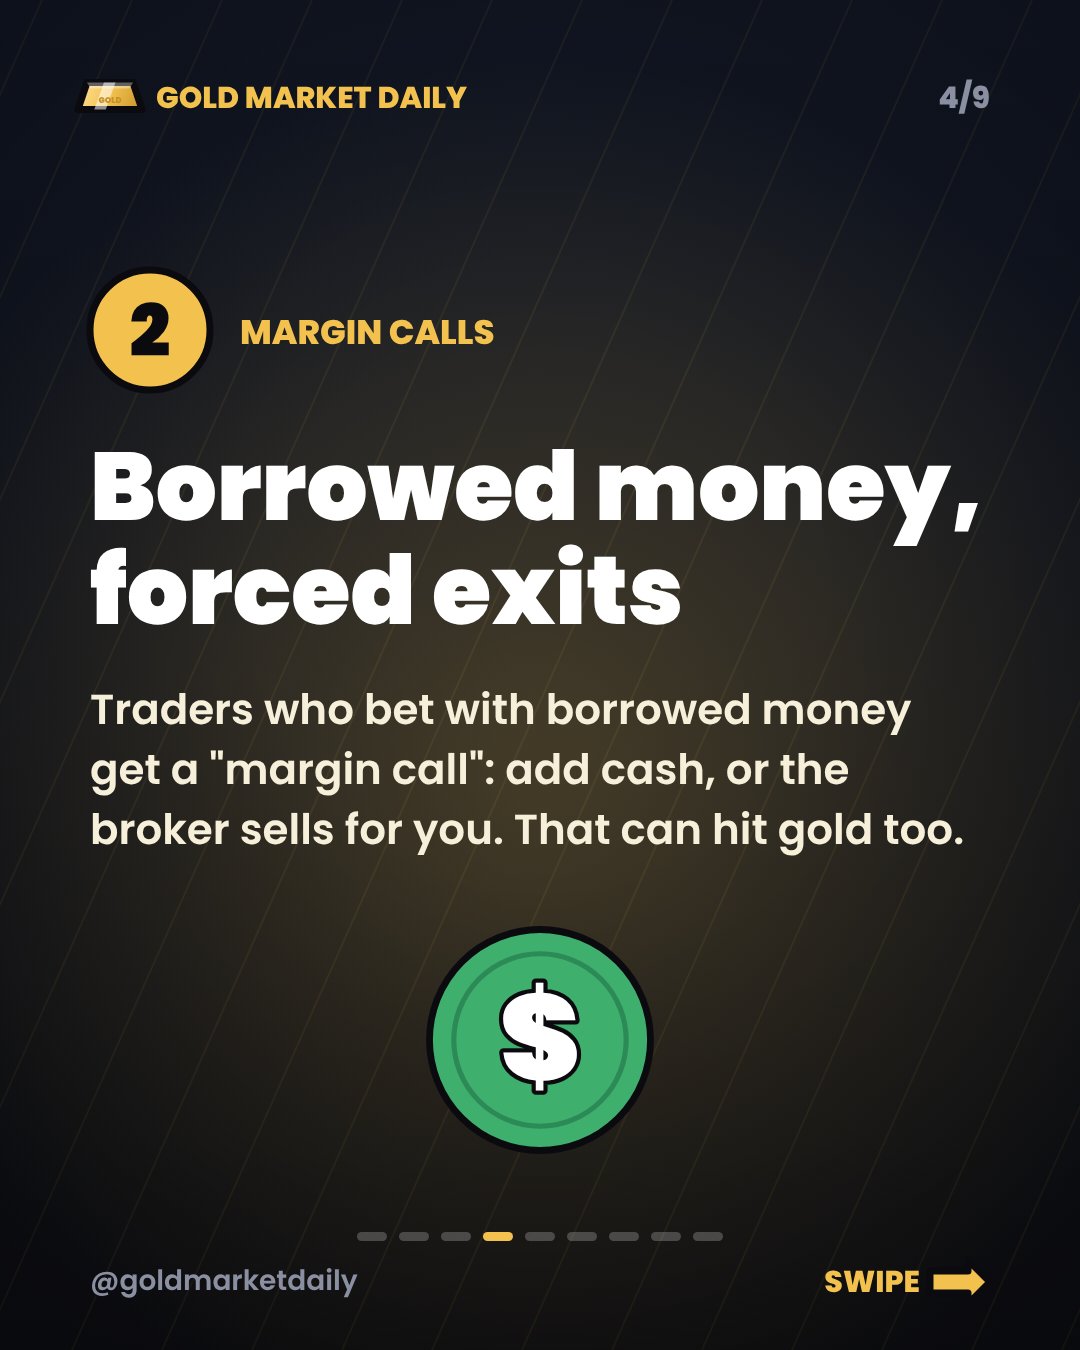 GOLD
GOLD MARKET DAILY
4/9
2
MARGIN CALLS
Borrowed money,
forced exits
Traders who bet with borrowed money
get a "margin call": add cash, or the
broker sells for you. That can hit gold too.
$
@goldmarketdaily
SWIPE